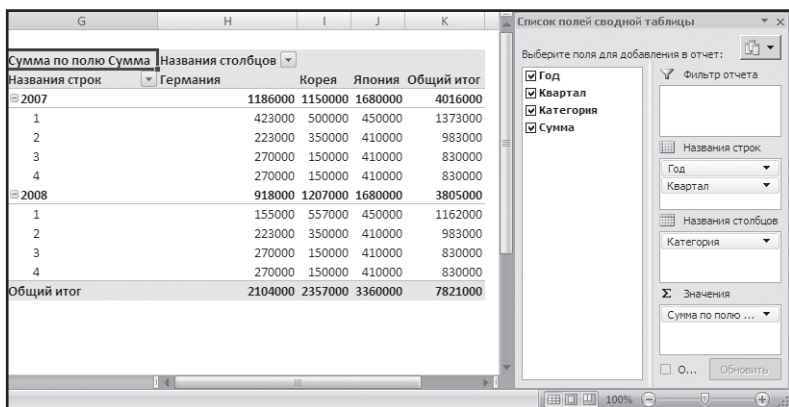 G H I J K
Сумма по полю Сумма Названия столбцов
Названия строк Германия Корея Япония Общий итог
2007 1186000 1150000 1680000 4016000
1 423000 500000 450000 1373000
2 223000 350000 410000 983000
3 270000 150000 410000 830000
4 270000 150000 410000 830000
2008 918000 1207000 1680000 3805000
1 155000 557000 450000 1162000
2 223000 350000 410000 983000
3 270000 150000 410000 830000
4 270000 150000 410000 830000
Общий итог 2104000 2357000 3360000 7821000
Список полей сводной таблицы
Выберите поля для добавления в отчет:
Год
Квартал
Категория
Сумма
Фильтр отчета
Названия строк
Год
Квартал
Названия столбцов
Категория
Σ Значения
Сумма по полю ...
О... Обновить
100%